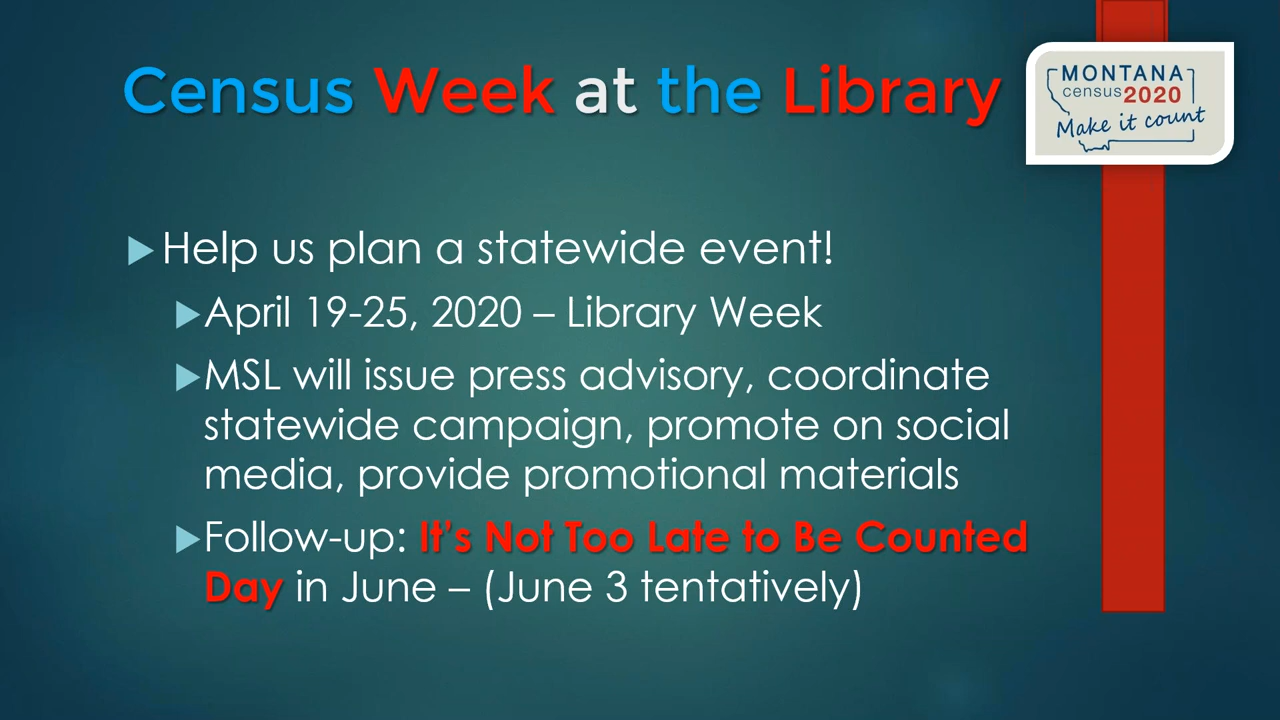 Census Week at the Library
MONTANA
census2020
Make it count
Help us plan a statewide event!
April 19-25, 2020 – Library Week
MSL will issue press advisory, coordinate
statewide campaign, promote on social
media, provide promotional materials
Follow-up: It's Not Too Late to Be Counted
Day in June – (June 3 tentatively)